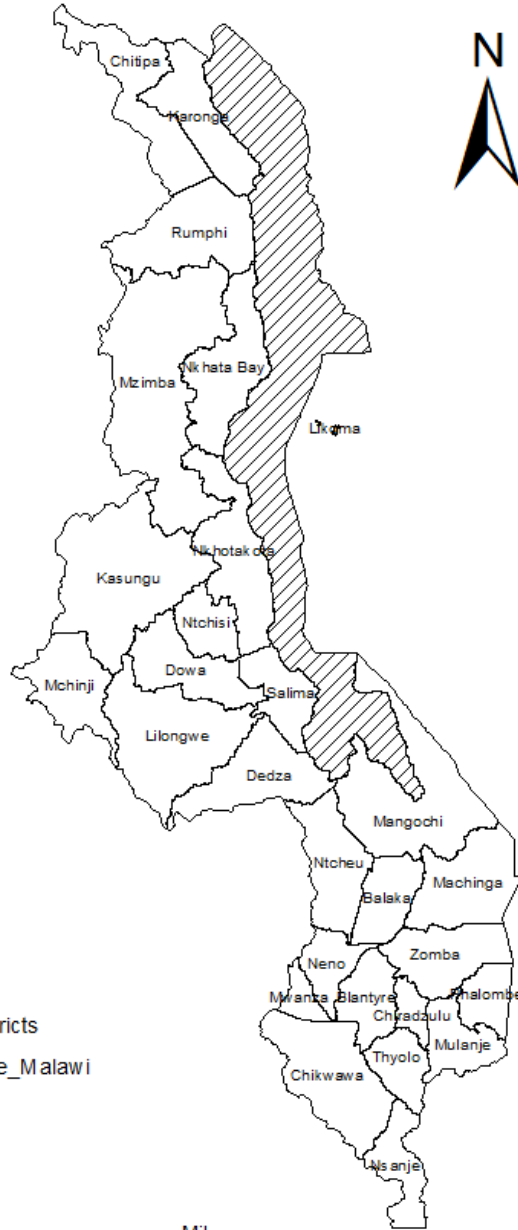 N
Chitipa
Karonga
Rumphi
Nkhata Bay
Mzimba
Likoma
Nkhotakota
Kasungu
Ntchisi
Dowa
Mchinji
Salima
Lilongwe
Dedza
Mangochi
Ntcheu
Machinga
Balaka
Zomba
Neno
Mwanza
Blantyre
Phalombe
Chiradzulu
ricts
Mulanje
Thyolo
e_Malawi
Chikwawa
Nsanje